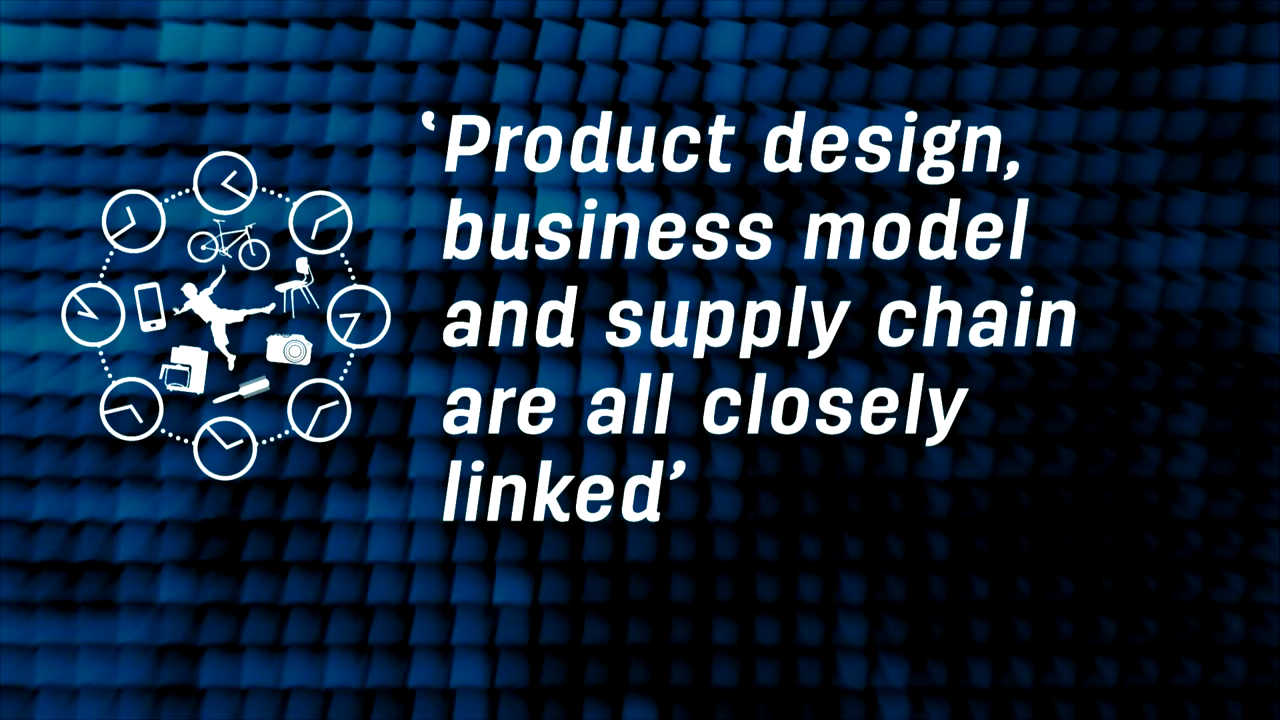 ‘Product design,
business model
and supply chain
are all closely
linked’